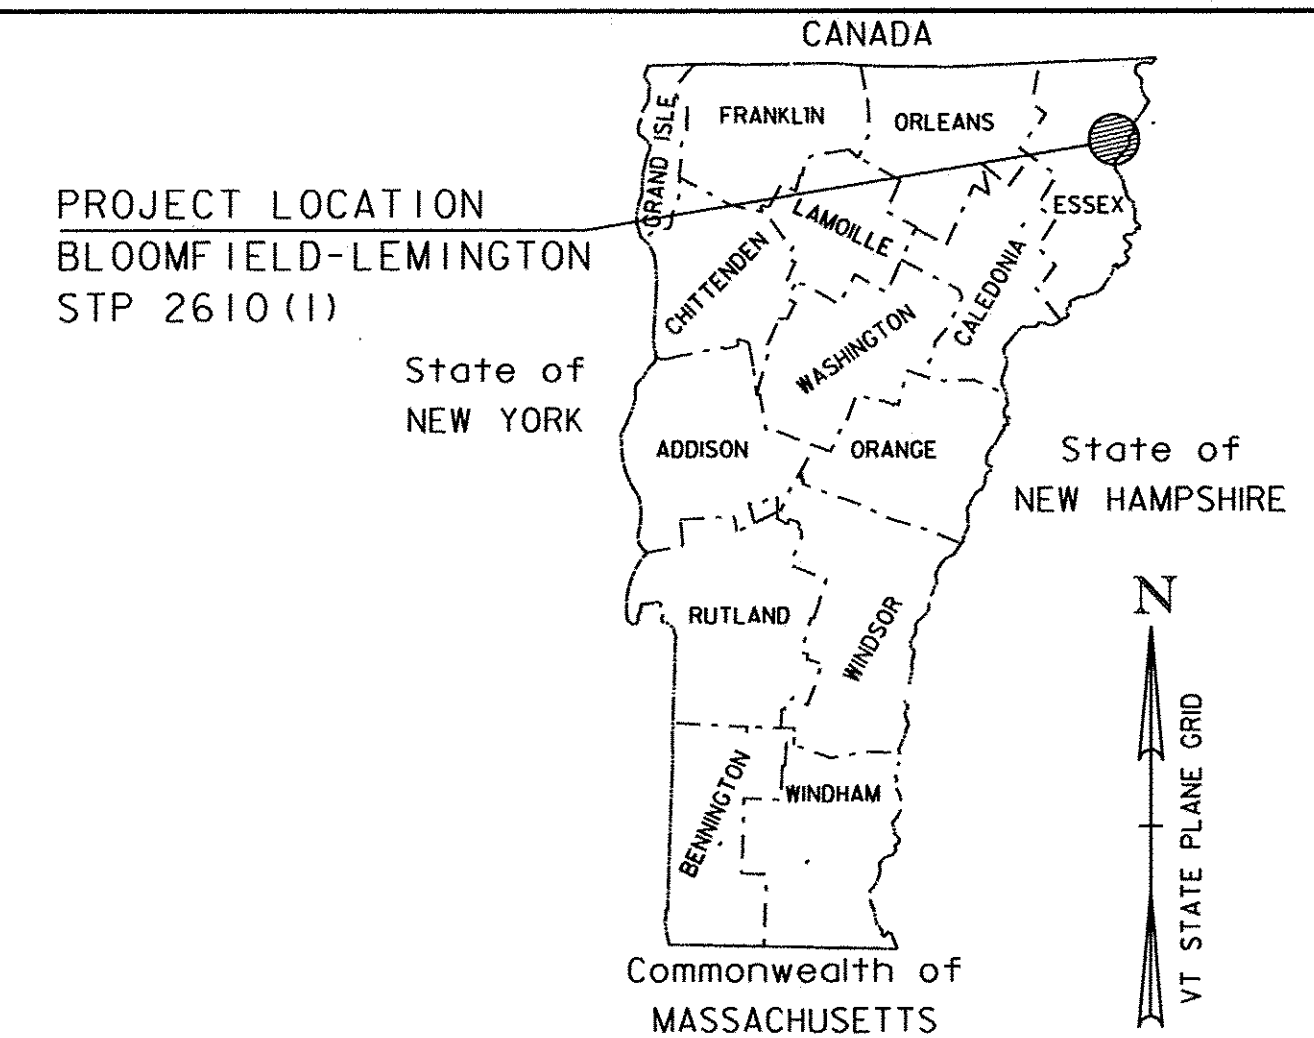 CANADA
FRANKLIN
ORLEANS
GRAND ISLE
PROJECT LOCATION
BLOOMFIELD-LEMINGTON
STP 2610(1)
LAMOILLE
ESSEX
CHITTENDEN
CALEDONIA
WASHINGTON
State of
NEW YORK
ADDISON
ORANGE
State of
NEW HAMPSHIRE
N
RUTLAND
WINDSOR
VT STATE PLANE GRID
BENNINGTON
WINDHAM
Commonwealth of
MASSACHUSETTS